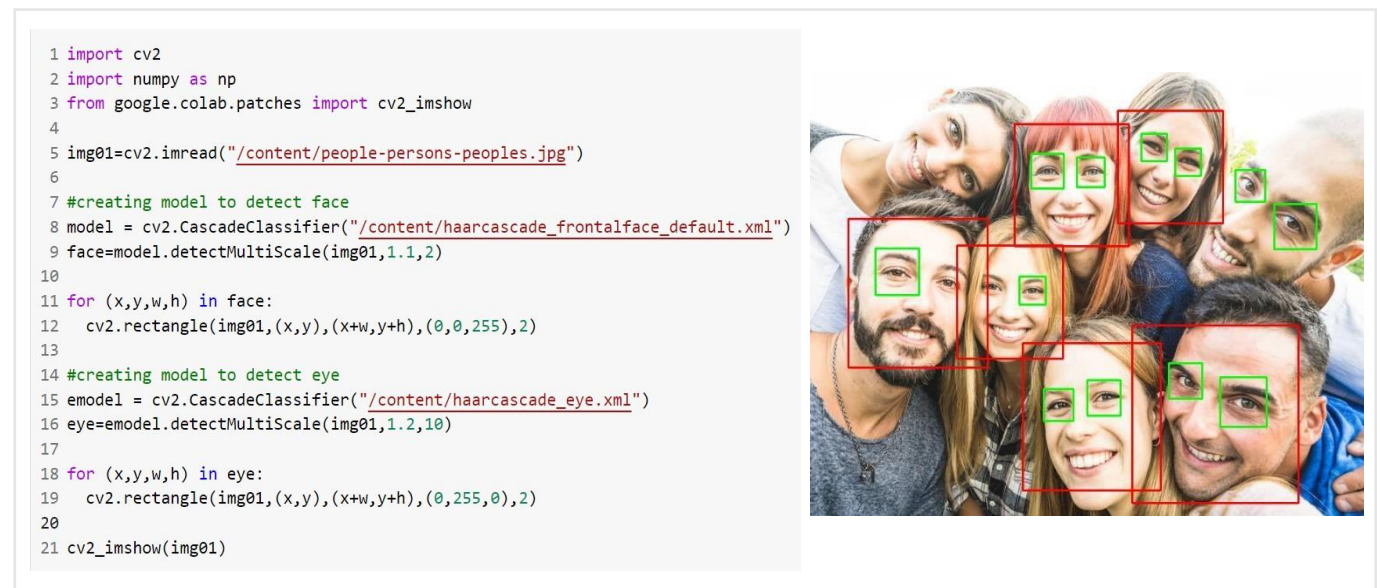 1 import cv2
2 import numpy as np
3 from google.colab.patches import cv2_imshow
4
5 img01=cv2.imread("/content/people-persons-peoples.jpg")
6
7 #creating model to detect face
8 model = cv2.CascadeClassifier("/content/haarcascade_frontalface_default.xml")
9 face=model.detectMultiScale(img01,1.1,2)
10
11 for (x,y,w,h) in face:
12   cv2.rectangle(img01,(x,y),(x+w,y+h),(0,0,255),2)
13
14 #creating model to detect eye
15 emodel = cv2.CascadeClassifier("/content/haarcascade_eye.xml")
16 eye=emodel.detectMultiScale(img01,1.2,10)
17
18 for (x,y,w,h) in eye:
19   cv2.rectangle(img01,(x,y),(x+w,y+h),(0,255,0),2)
20
21 cv2_imshow(img01)